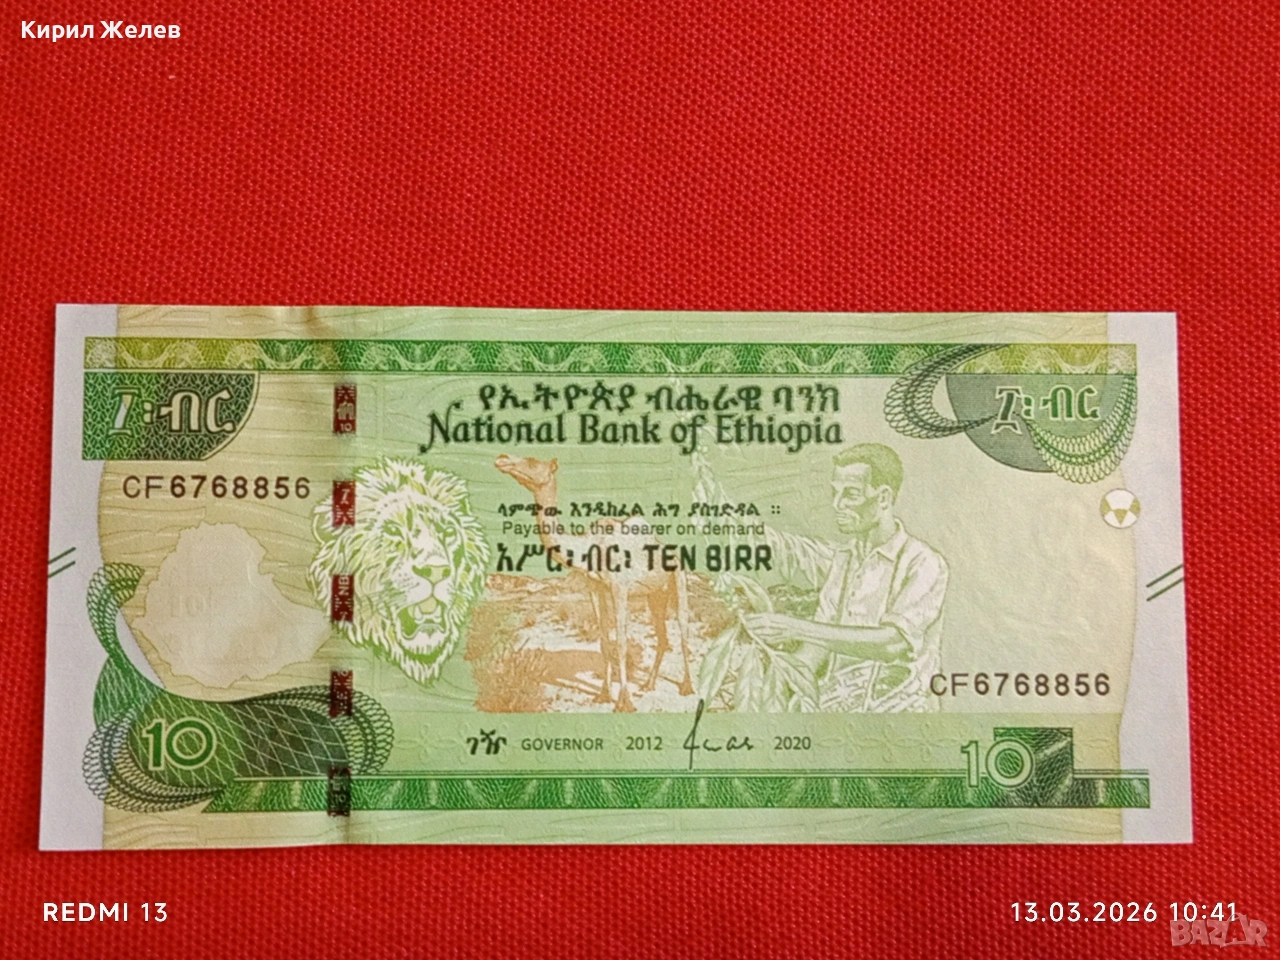 Кирил Желев
የኢትዮጵያ ብሔራዊ ባንክ
National Bank of Ethiopia
፲፡ብር
፲፡ብር
CF6768856
ላምጭው እንዲከፈል ሕግ ያስገድዳል ።
Payable to the bearer on demand
አሥር፡ ብር፡ TEN BIRR
CF6768856
ገዥ GOVERNOR 2012 2020
10
10
REDMI 13
13.03.2026 10:41
BAZAR